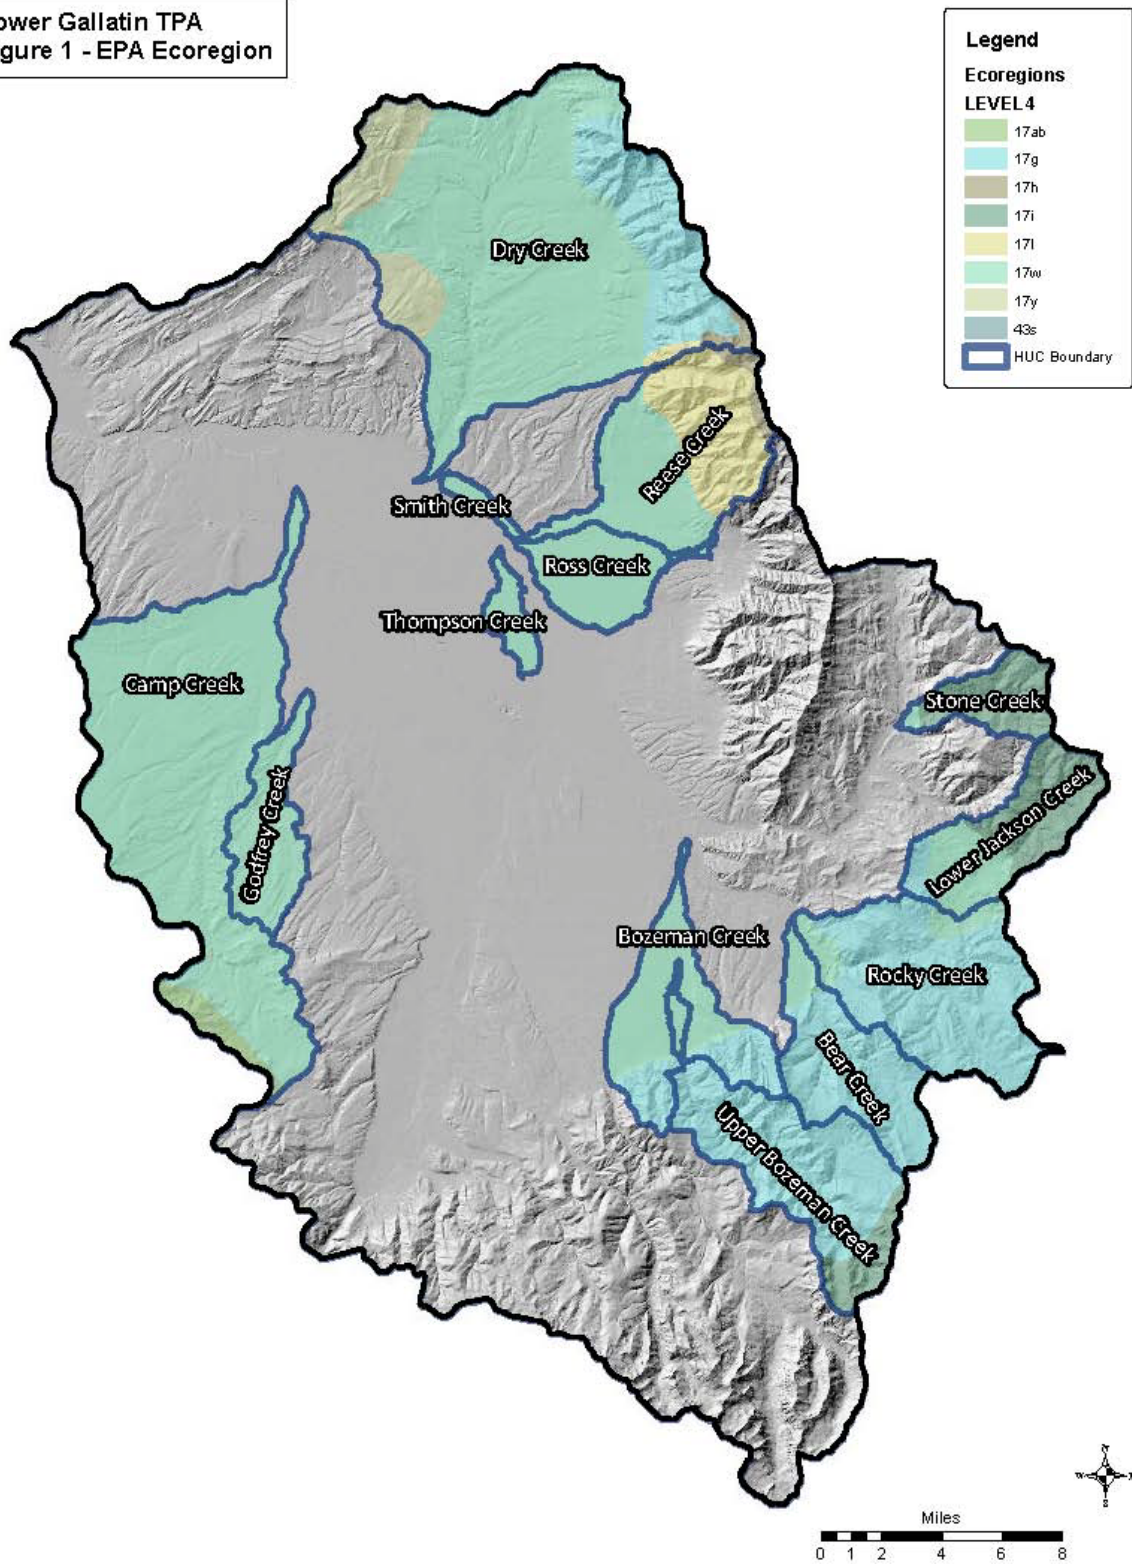 ower Gallatin TPA
gure 1 - EPA Ecoregion
Legend
Ecoregions
LEVEL 4
17ab
17g
17h
17i
17l
17w
17y
43s
HUC Boundary
Dry Creek
Reese Creek
Smith Creek
Ross Creek
Thompson Creek
Camp Creek
Stone Creek
Godfrey Creek
Lower Jackson Creek
Bozeman Creek
Rocky Creek
Bear Creek
Upper Bozeman Creek
N
W
S
Miles
0 1 2 4 6 8